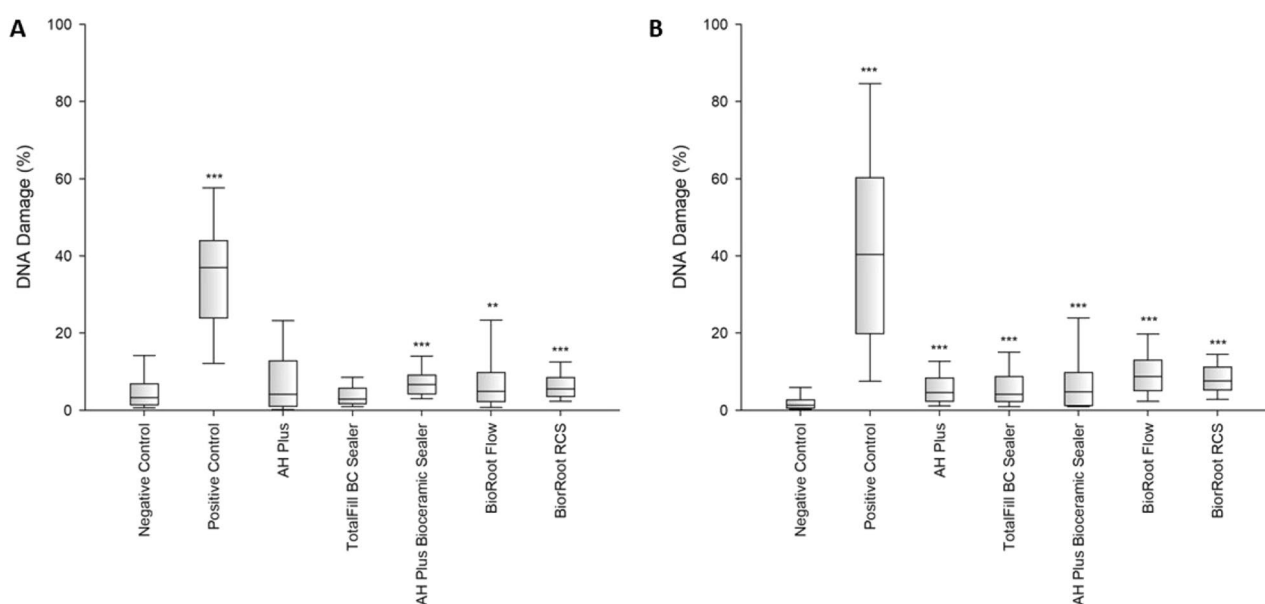 A
DNA Damage (%)
100
80
60
40
20
0
***
***
**
***
Negative Control
Positive Control
AH Plus
TotalFill BC Sealer
AH Plus Bioceramic Sealer
BioRoot Flow
BiorRoot RCS
B
DNA Damage (%)
100
80
60
40
20
0
***
***
***
***
***
***
Negative Control
Positive Control
AH Plus
TotalFill BC Sealer
AH Plus Bioceramic Sealer
BioRoot Flow
BiorRoot RCS